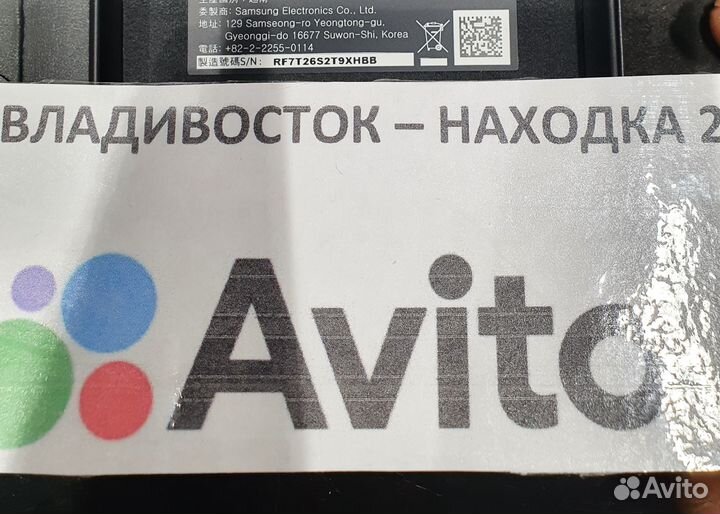 委製商: Samsung Electronics Co., Ltd.
地址: 129 Samseong-ro Yeongtong-gu,
Gyeonggi-do 16677 Suwon-Shi, Korea
電話: +82-2-2255-0114
製造號碼S/N: RF7T26S2T9XHBB
ВЛАДИВОСТОК – НАХОДКА 2
Avito
Avito